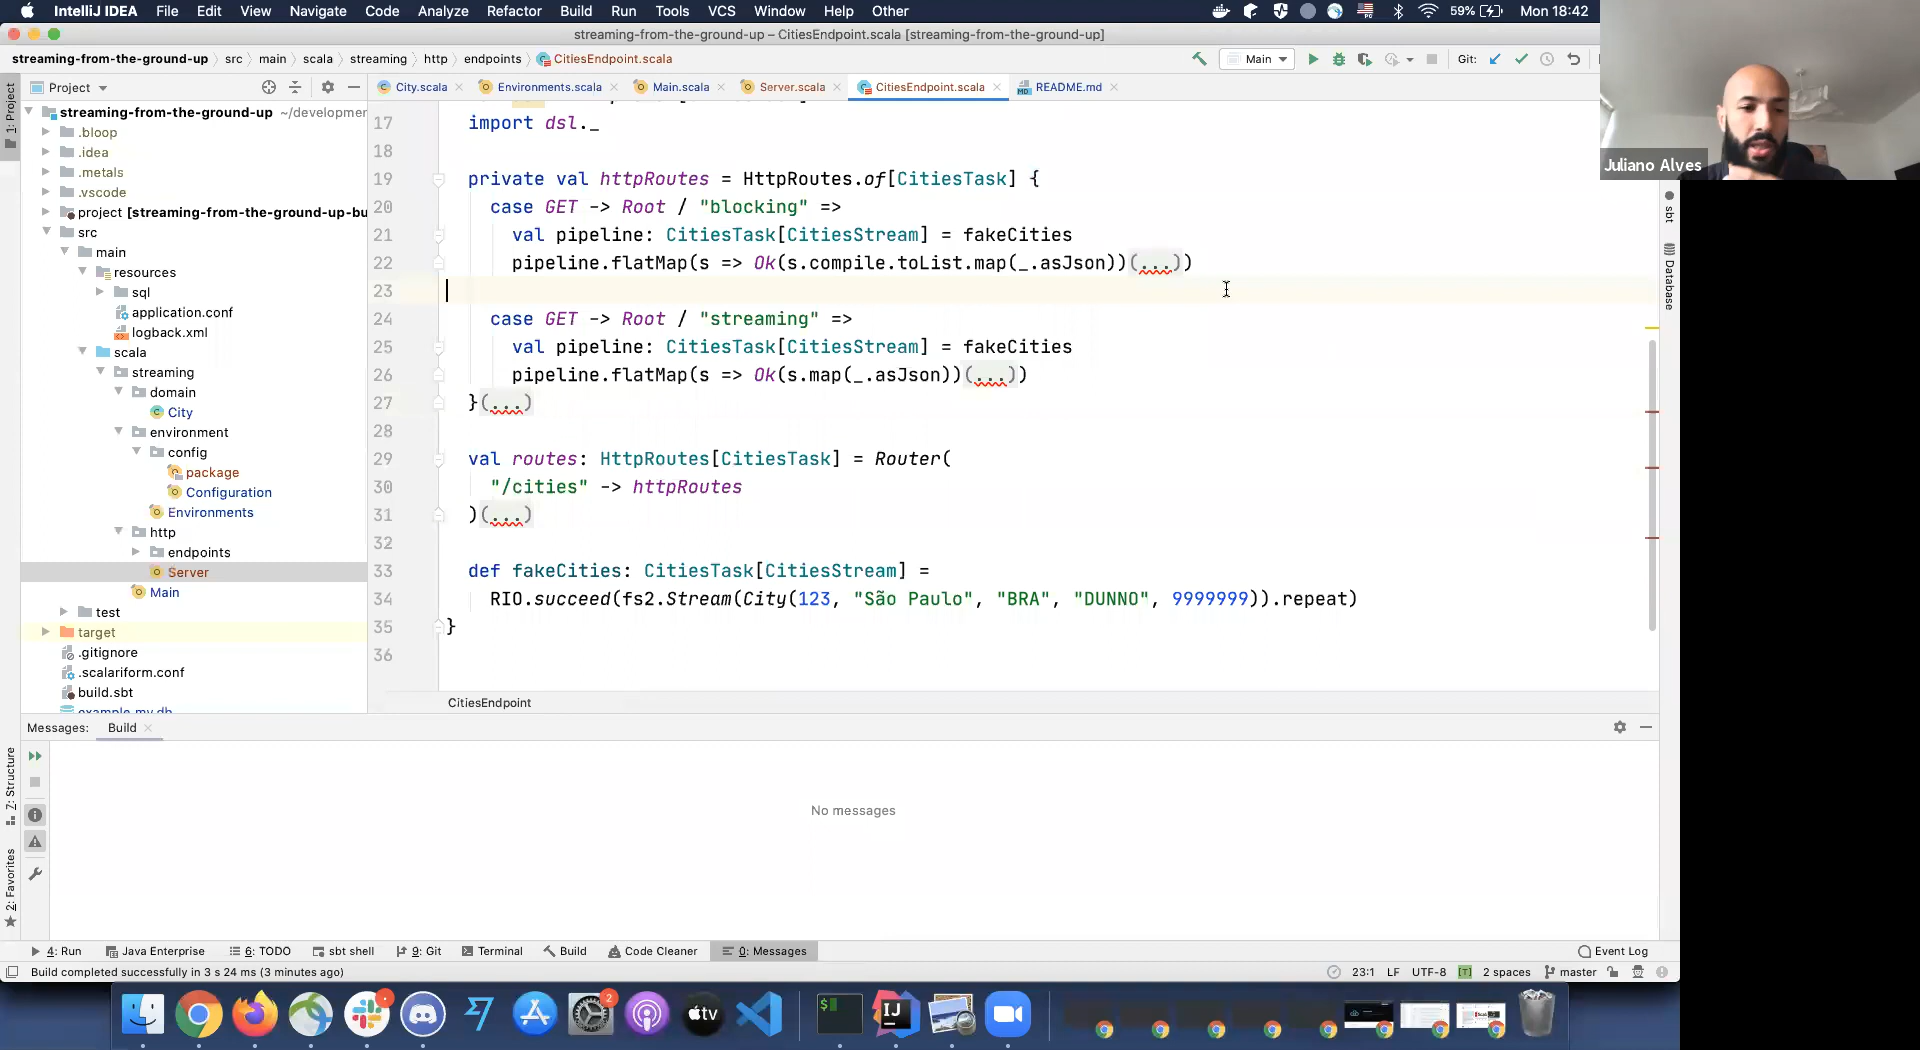 IntelliJ IDEA File Edit View Navigate Code Analyze Refactor Build Run Tools VCS Window Help Other 59% Mon 18:42
streaming-from-the-ground-up – CitiesEndpoint.scala [streaming-from-the-ground-up]
streaming-from-the-ground-up src main scala streaming http endpoints CitiesEndpoint.scala Main Git:
Juliano Alves
1: Project
Project
City.scala Environments.scala Main.scala Server.scala CitiesEndpoint.scala README.md
streaming-from-the-ground-up ~/developmer
.bloop
.idea
.metals
.vscode
project [streaming-from-the-ground-up-bu
src
main
resources
sql
application.conf
logback.xml
scala
streaming
domain
City
environment
config
package
Configuration
Environments
http
endpoints
Server
Main
test
target
.gitignore
.scalariform.conf
build.sbt
example.my.db
17 import dsl._
18
19 private val httpRoutes = HttpRoutes.of[CitiesTask] {
20 case GET -> Root / "blocking" =>
21 val pipeline: CitiesTask[CitiesStream] = fakeCities
22 pipeline.flatMap(s => Ok(s.compile.toList.map(_.asJson))(...))
23
24 case GET -> Root / "streaming" =>
25 val pipeline: CitiesTask[CitiesStream] = fakeCities
26 pipeline.flatMap(s => Ok(s.map(_.asJson))(...))
27 }(...)
28
29 val routes: HttpRoutes[CitiesTask] = Router(
30 "/cities" -> httpRoutes
31 )(...)
32
33 def fakeCities: CitiesTask[CitiesStream] =
34 RIO.succeed(fs2.Stream(City(123, "São Paulo", "BRA", "DUNNO", 9999999)).repeat)
35 }
36
CitiesEndpoint
sbt
Database
Messages: Build
No messages
Z: Structure
2: Favorites
4: Run Java Enterprise 6: TODO sbt shell 9: Git Terminal Build Code Cleaner 0: Messages Event Log
Build completed successfully in 3 s 24 ms (3 minutes ago) 23:1 LF UTF-8 [T] 2 spaces master
2
tv
$
IJ